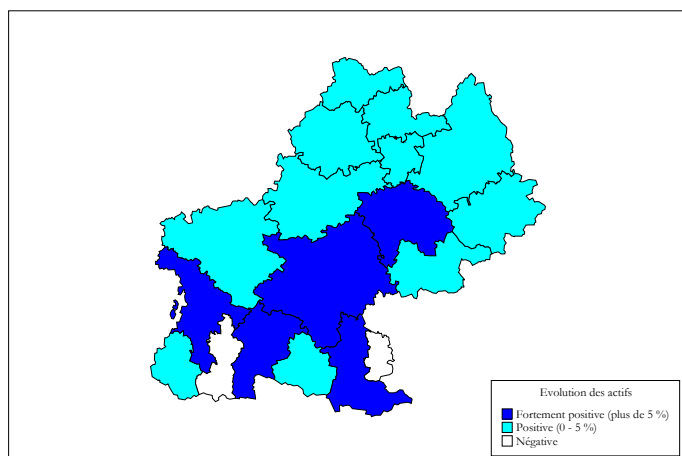 Evolution des actifs
Fortement positive (plus de 5 %)
Positive (0 - 5 %)
Négative